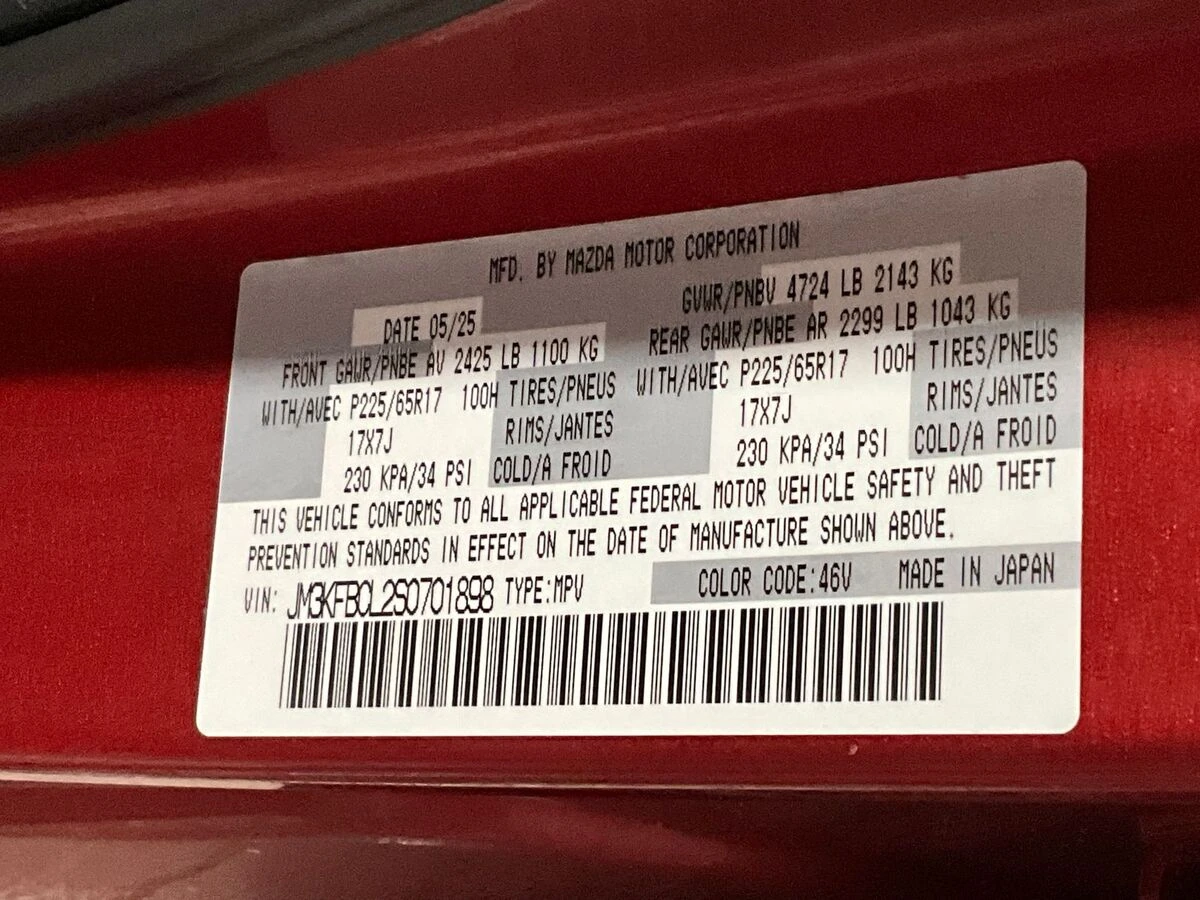 MFD. BY MAZDA MOTOR CORPORATION
DATE 05/25 GVWR/PNBV 4724 LB 2143 KG
FRONT GAWR/PNBE AV 2425 LB 1100 KG REAR GAWR/PNBE AR 2299 LB 1043 KG
WITH/AVEC P225/65R17 100H TIRES/PNEUS WITH/AVEC P225/65R17 100H TIRES/PNEUS
17X7J RIMS/JANTES 17X7J RIMS/JANTES
230 KPA/34 PSI COLD/A FROID 230 KPA/34 PSI COLD/A FROID
THIS VEHICLE CONFORMS TO ALL APPLICABLE FEDERAL MOTOR VEHICLE SAFETY AND THEFT
PREVENTION STANDARDS IN EFFECT ON THE DATE OF MANUFACTURE SHOWN ABOVE.
VIN: JM3KFBCL2S0701898 TYPE:MPV COLOR CODE:46V MADE IN JAPAN